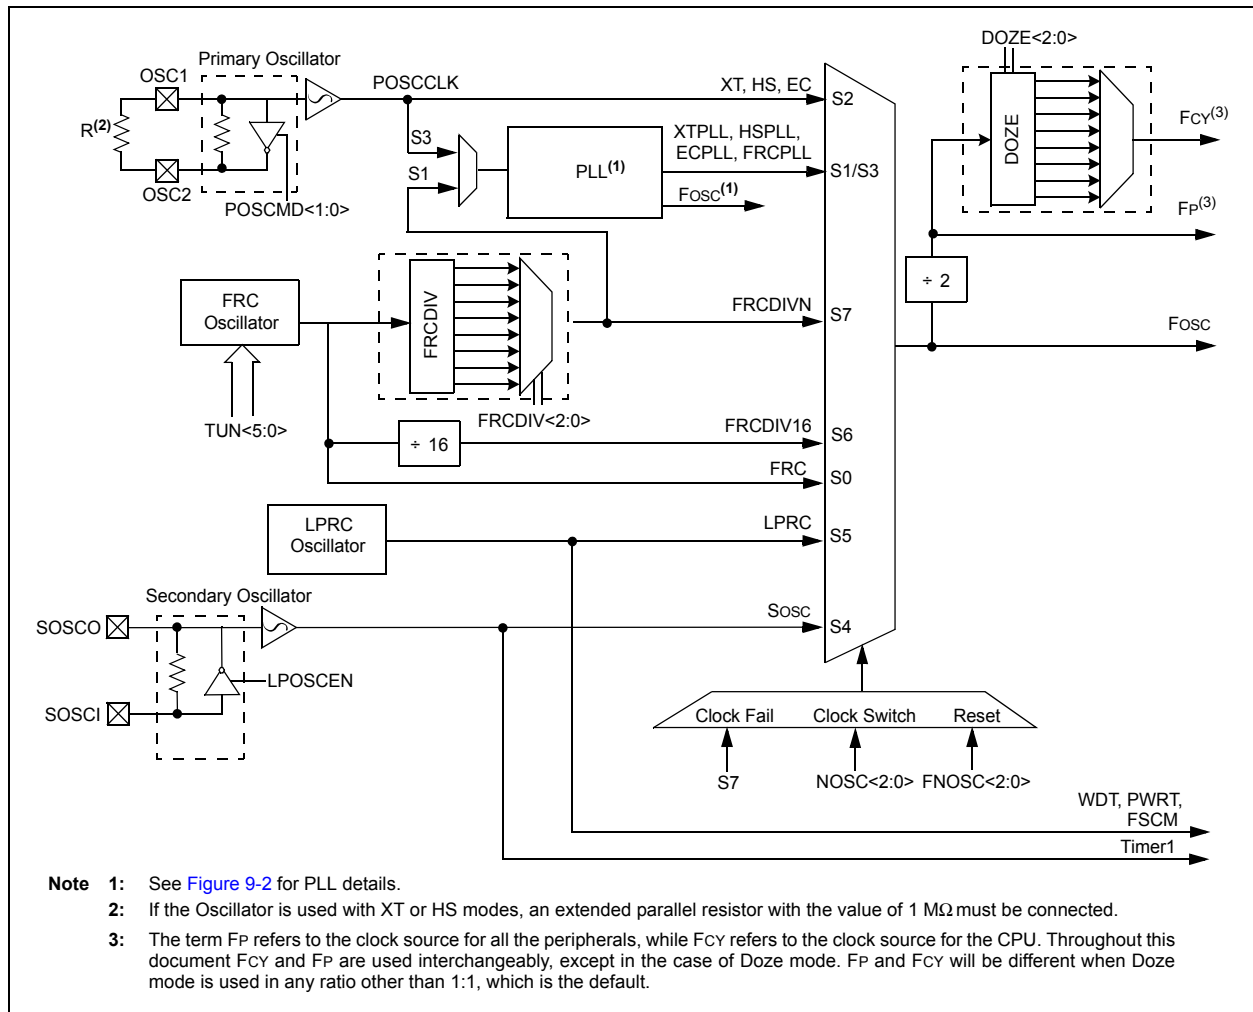 DOZE<2:0>
Primary Oscillator
OSC1
POSCCLK
XT, HS, EC
S2
R(2)
DOZE
FCY(3)
S3
XTPLL, HSPLL,
ECPLL, FRCPLL
PLL(1)
S1/S3
S1
OSC2
FOSC(1)
POSCMD<1:0>
FP(3)
÷ 2
FRC
Oscillator
FRCDIV
FRCDIVN
S7
FOSC
TUN<5:0>
FRCDIV<2:0>
FRCDIV16
S6
÷ 16
FRC
S0
LPRC
Oscillator
LPRC
S5
Secondary Oscillator
SOSCO
SOSC
S4
LPOSCEN
SOSCI
Clock Fail
Clock Switch
Reset
S7
NOSC<2:0>
FNOSC<2:0>
WDT, PWRT,
FSCM
Timer1
Note 1: See Figure 9-2 for PLL details.
2: If the Oscillator is used with XT or HS modes, an extended parallel resistor with the value of 1 MΩ must be connected.
3: The term FP refers to the clock source for all the peripherals, while FCY refers to the clock source for the CPU. Throughout this
document FCY and FP are used interchangeably, except in the case of Doze mode. FP and FCY will be different when Doze
mode is used in any ratio other than 1:1, which is the default.